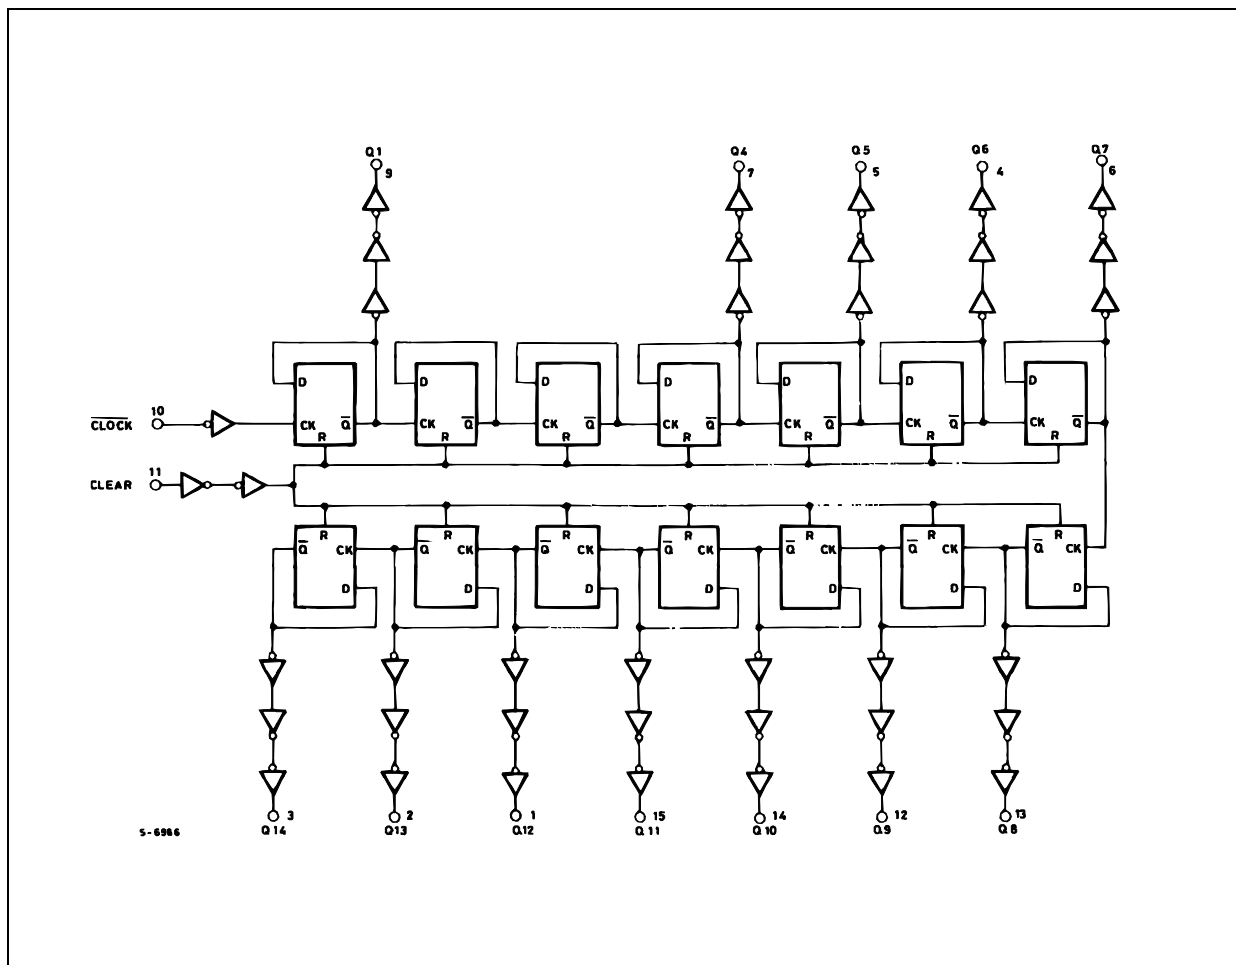 Q1 Q4 Q5 Q6 Q7
9 7 5 4 6
D D D D D D D
C̅L̅O̅C̅K̅ 10 CK Q̅ CK Q̅ CK Q̅ CK Q̅ CK Q̅ CK Q̅ CK Q̅
R R R R R R R
CLEAR 11
R R R R R R R
Q̅ CK Q̅ CK Q̅ CK Q̅ CK Q̅ CK Q̅ CK Q̅ CK
D D D D D D D
3 2 1 15 14 12 13
Q14 Q13 Q12 Q11 Q10 Q9 Q8
S-6986